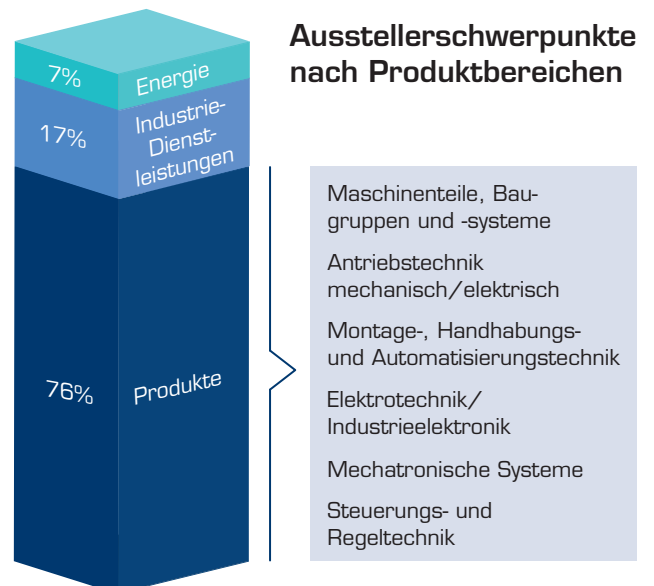 Ausstellerschwerpunkte
nach Produktbereichen
7%
Energie
17%
Industrie-
Dienst-
leistungen
76%
Produkte
Maschinenteile, Bau-
gruppen und -systeme
Antriebstechnik
mechanisch/elektrisch
Montage-, Handhabungs-
und Automatisierungstechnik
Elektrotechnik/
Industrieelektronik
Mechatronische Systeme
Steuerungs- und
Regeltechnik